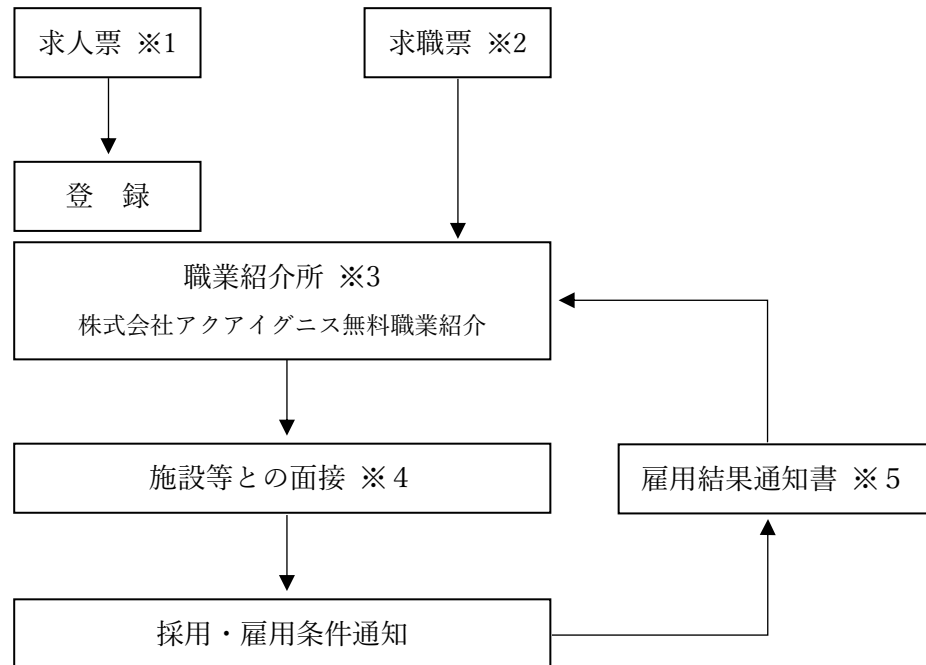 求人票 ※1
求職票 ※2
登　録
職業紹介所 ※3
株式会社アクアイグニス無料職業紹介
施設等との面接 ※４
雇用結果通知書 ※５
採用・雇用条件通知